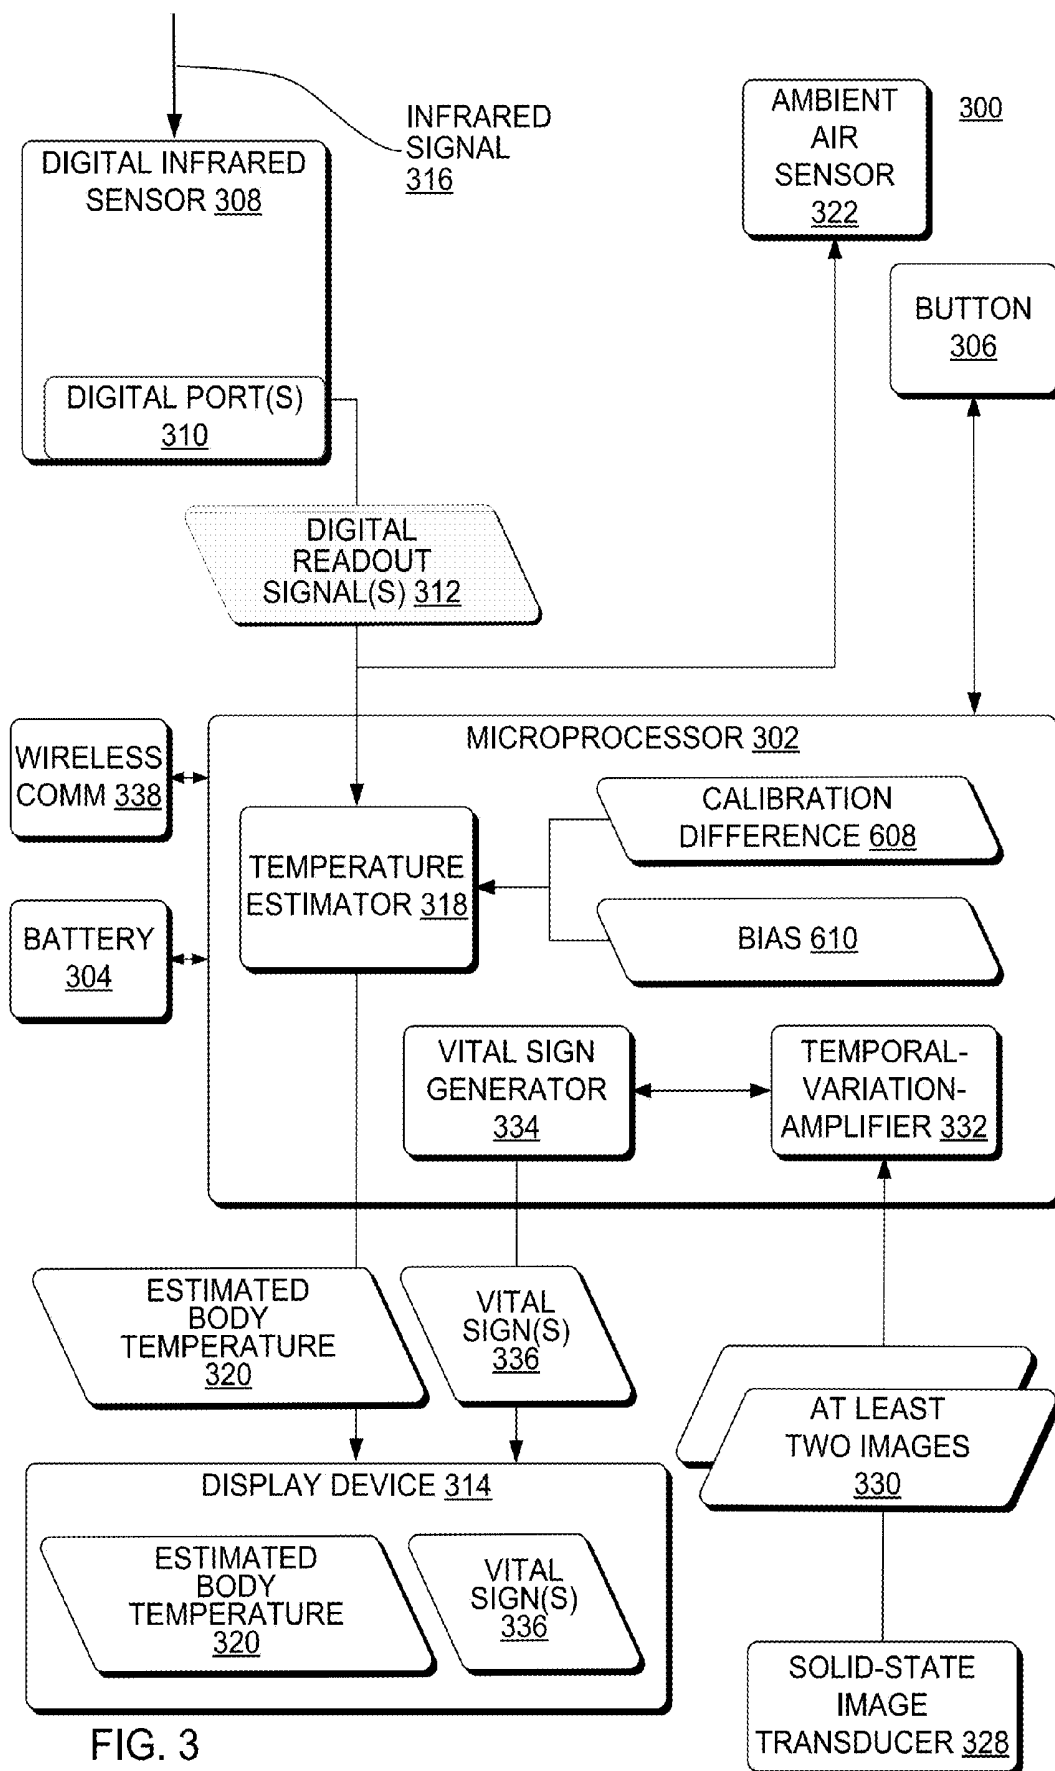 INFRARED
SIGNAL
316
AMBIENT
AIR
SENSOR
322
300
DIGITAL INFRARED
SENSOR 308
BUTTON
306
DIGITAL PORT(S)
310
DIGITAL
READOUT
SIGNAL(S) 312
MICROPROCESSOR 302
WIRELESS
COMM 338
CALIBRATION
DIFFERENCE 608
TEMPERATURE
ESTIMATOR 318
BATTERY
304
BIAS 610
VITAL SIGN
GENERATOR
334
TEMPORAL-
VARIATION-
AMPLIFIER 332
ESTIMATED
BODY
TEMPERATURE
320
VITAL
SIGN(S)
336
AT LEAST
TWO IMAGES
330
DISPLAY DEVICE 314
ESTIMATED
BODY
TEMPERATURE
320
VITAL
SIGN(S)
336
SOLID-STATE
IMAGE
TRANSDUCER 328
FIG. 3